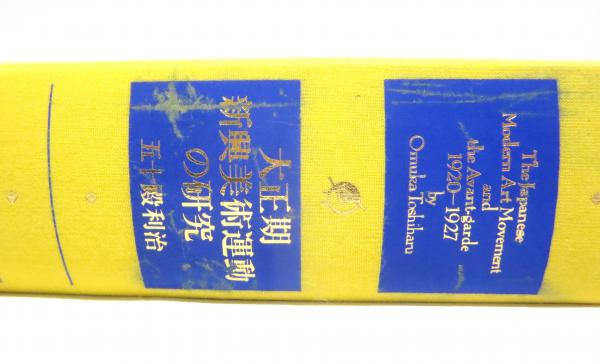 The Japanese
Modern Art Movement
and
the Avant-garde
1920—1927
by
Omuka Toshiharu
大正期
新興美術運動
の研究
五十殿利治